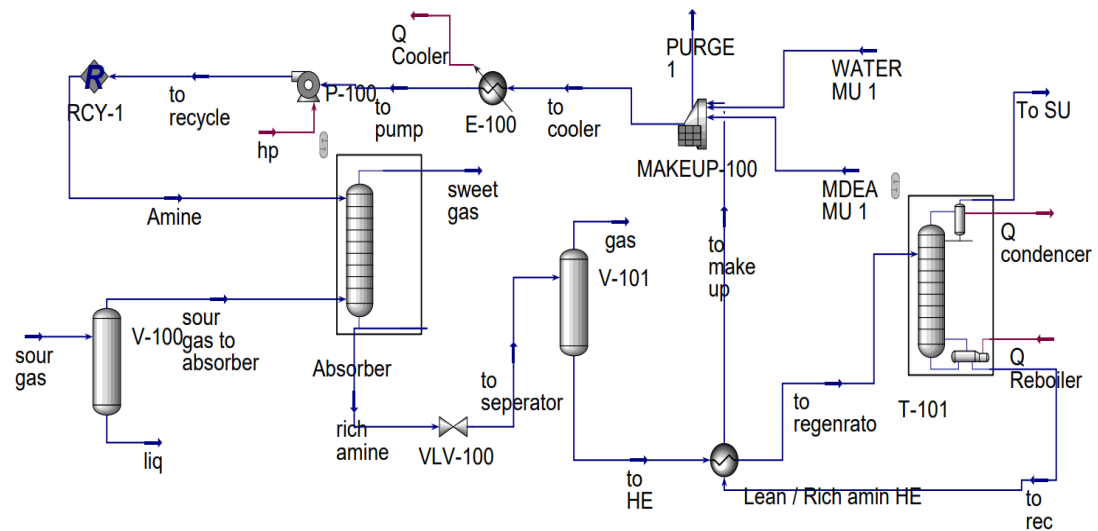 Q
Cooler
PURGE
1
WATER
MU 1
To SU
R
RCY-1
to
recycle
P-100
to
pump
E-100
to
cooler
MAKEUP-100
hp
MDEA
MU 1
Amine
sweet
gas
gas
to
make
up
Q
condencer
V-101
sour
gas
V-100
sour
gas to
absorber
Absorber
to
seperator
Q
Reboiler
T-101
liq
rich
amine
VLV-100
to
regenrato
to
HE
Lean / Rich amin HE
to
rec